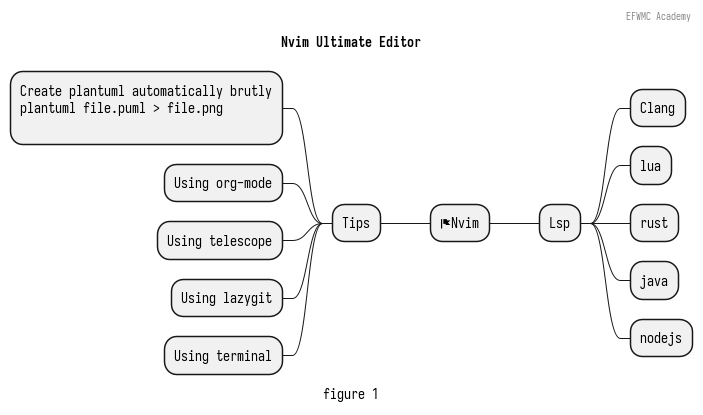 EFWMC Academy
Nvim Ultimate Editor
Create plantuml automatically brutly
plantuml file.puml > file.png
Using org-mode
Using telescope
Using lazygit
Using terminal
Tips
Nvim
Lsp
Clang
lua
rust
java
nodejs
figure 1